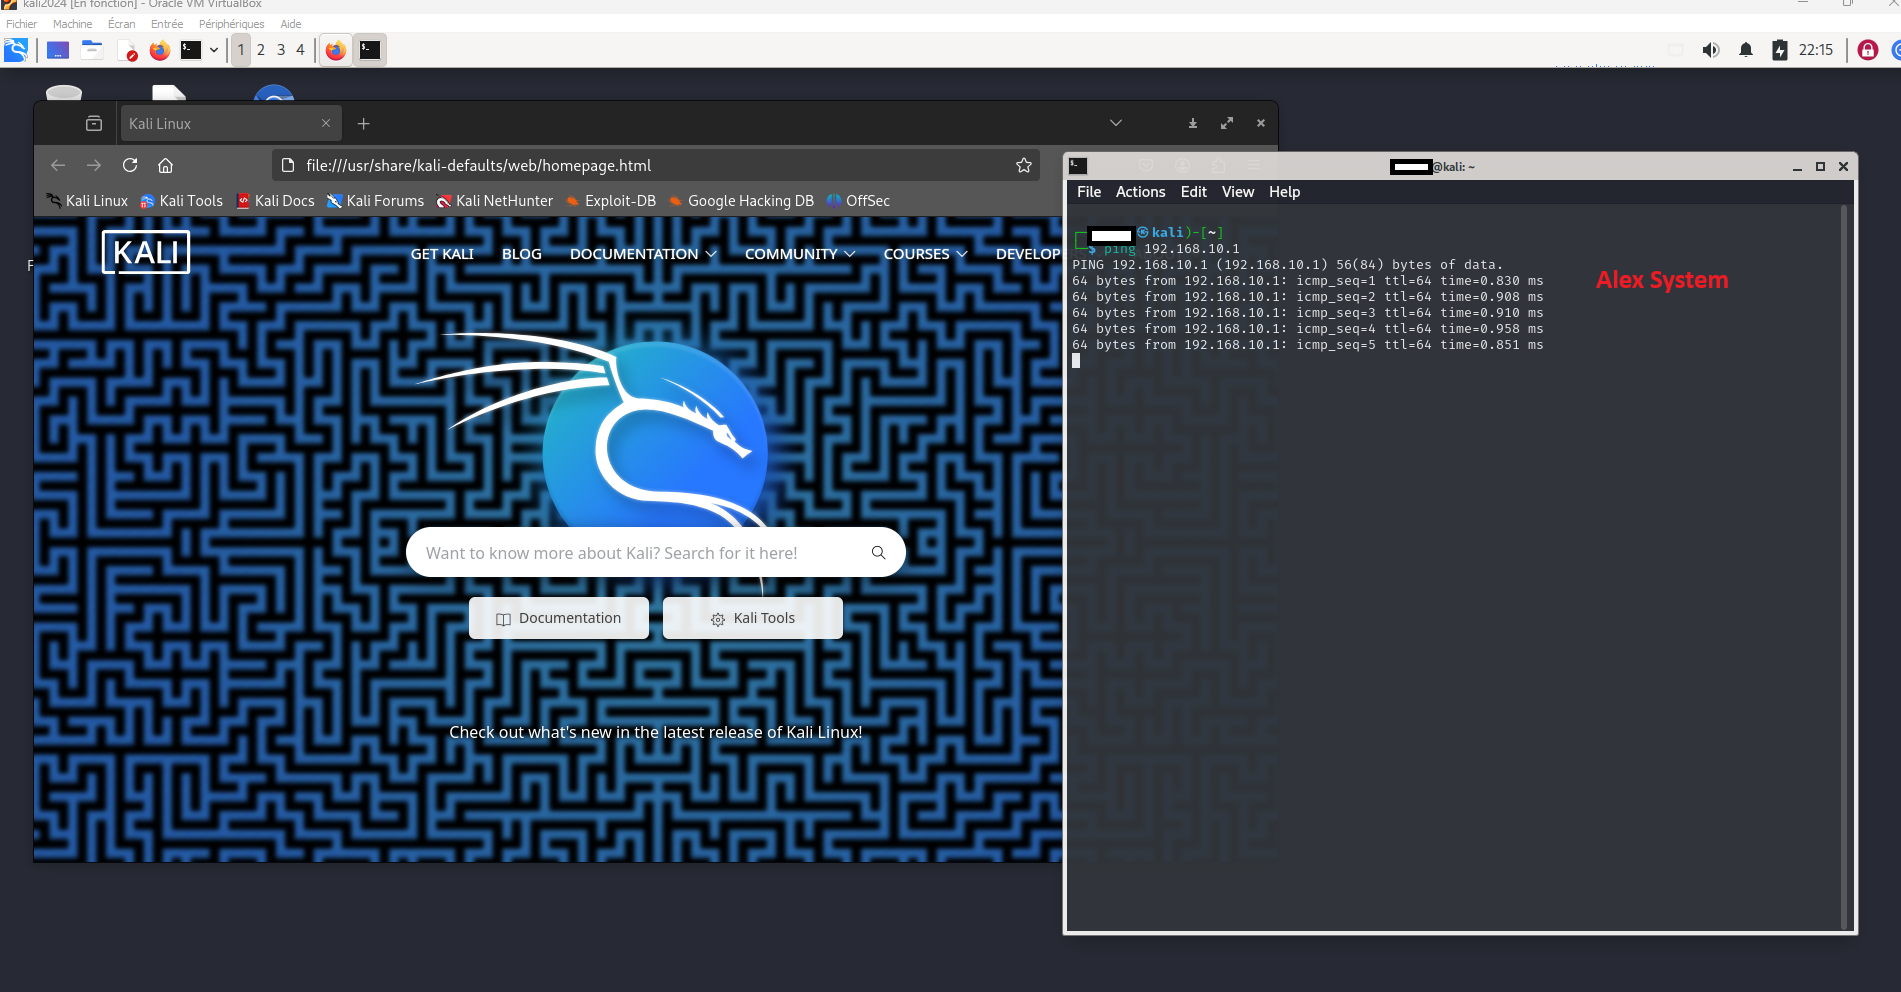 kali2024 [En fonction] - Oracle VM VirtualBox
Fichier Machine Écran Entrée Périphériques Aide
1 2 3 4
22:15
Kali Linux
file:///usr/share/kali-defaults/web/homepage.html
Kali Linux Kali Tools Kali Docs Kali Forums Kali NetHunter Exploit-DB Google Hacking DB OffSec
KALI
GET KALI BLOG DOCUMENTATION COMMUNITY COURSES DEVELOP
Want to know more about Kali? Search for it here!
Documentation Kali Tools
Check out what's new in the latest release of Kali Linux!
@kali: ~
File Actions Edit View Help
kali)-[~]
$ ping 192.168.10.1
PING 192.168.10.1 (192.168.10.1) 56(84) bytes of data.
64 bytes from 192.168.10.1: icmp_seq=1 ttl=64 time=0.830 ms
64 bytes from 192.168.10.1: icmp_seq=2 ttl=64 time=0.908 ms
64 bytes from 192.168.10.1: icmp_seq=3 ttl=64 time=0.910 ms
64 bytes from 192.168.10.1: icmp_seq=4 ttl=64 time=0.958 ms
64 bytes from 192.168.10.1: icmp_seq=5 ttl=64 time=0.851 ms
Alex System